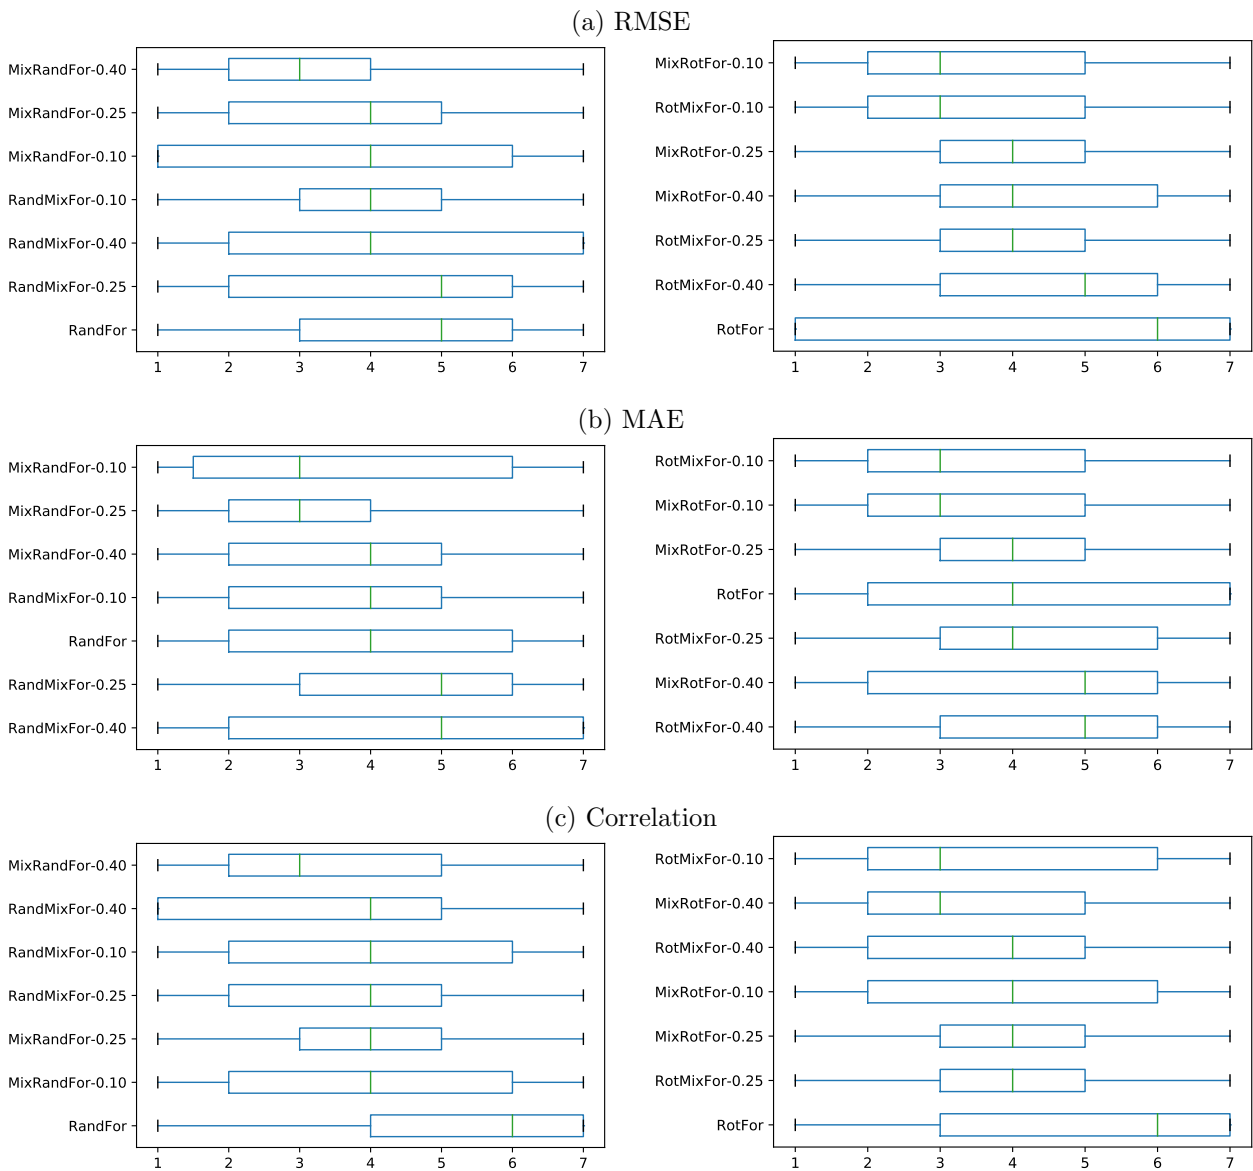 (a) RMSE
MixRandFor-0.40
MixRandFor-0.25
MixRandFor-0.10
RandMixFor-0.10
RandMixFor-0.40
RandMixFor-0.25
RandFor
1 2 3 4 5 6 7
MixRotFor-0.10
RotMixFor-0.10
MixRotFor-0.25
MixRotFor-0.40
RotMixFor-0.25
RotMixFor-0.40
RotFor
1 2 3 4 5 6 7
(b) MAE
MixRandFor-0.10
MixRandFor-0.25
MixRandFor-0.40
RandMixFor-0.10
RandFor
RandMixFor-0.25
RandMixFor-0.40
1 2 3 4 5 6 7
RotMixFor-0.10
MixRotFor-0.10
MixRotFor-0.25
RotFor
RotMixFor-0.25
MixRotFor-0.40
RotMixFor-0.40
1 2 3 4 5 6 7
(c) Correlation
MixRandFor-0.40
RandMixFor-0.40
RandMixFor-0.10
RandMixFor-0.25
MixRandFor-0.25
MixRandFor-0.10
RandFor
1 2 3 4 5 6 7
RotMixFor-0.10
MixRotFor-0.40
RotMixFor-0.40
MixRotFor-0.10
MixRotFor-0.25
RotMixFor-0.25
RotFor
1 2 3 4 5 6 7